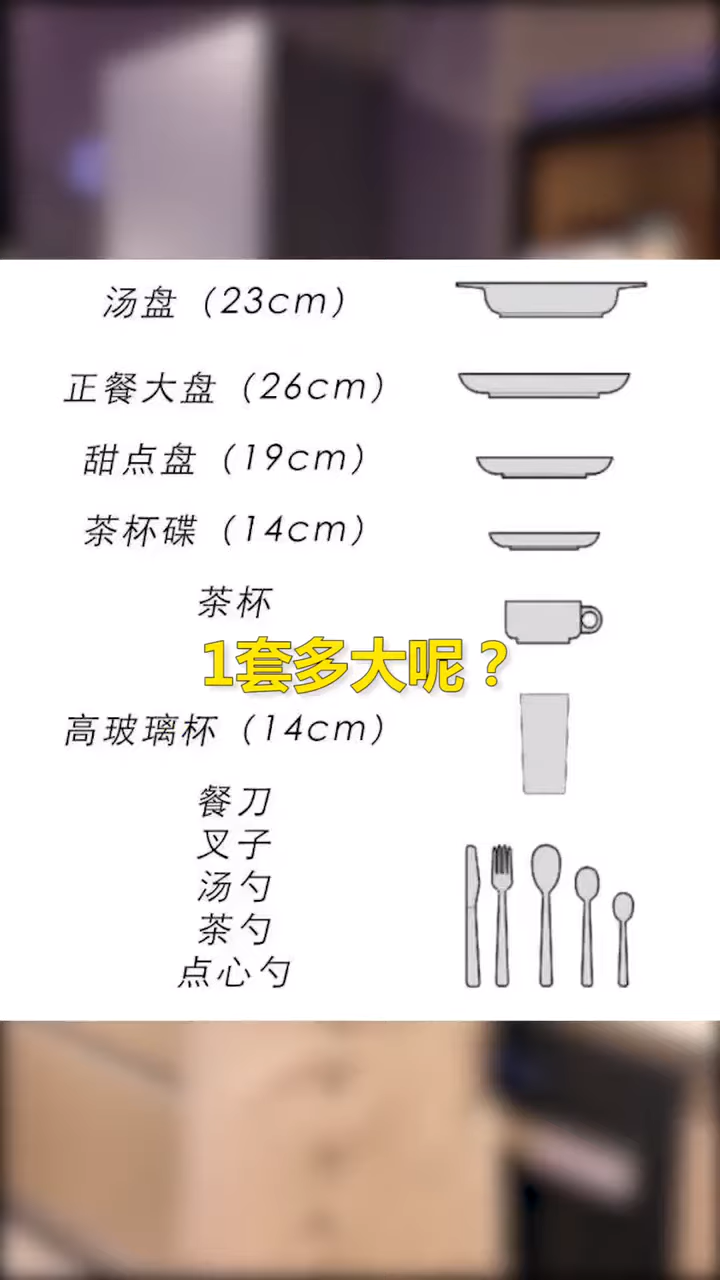 汤盘（23cm）
正餐大盘（26cm）
甜点盘（19cm）
茶杯碟（14cm）
茶杯
1套多大呢？
高玻璃杯（14cm）
餐刀
叉子
汤勺
茶勺
点心勺